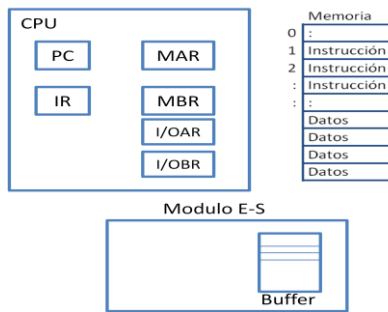 CPU
PC
MAR
IR
MBR
I/OAR
I/OBR
Memoria
0 :
1 Instrucción
2 Instrucción
: Instrucción
: :
Datos
Datos
Datos
Datos
Modulo E-S
Buffer